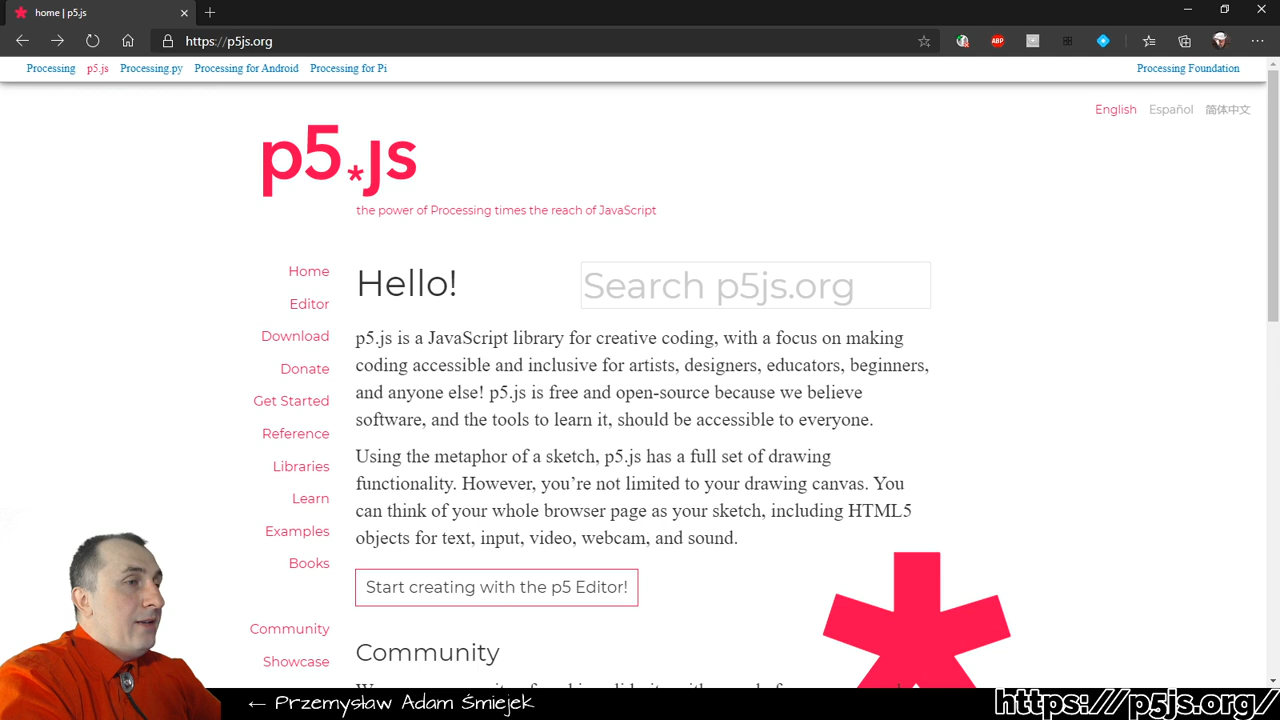 home | p5.js
https://p5js.org
ABP
Processing p5.js Processing.py Processing for Android Processing for Pi Processing Foundation
English Español 简体中文
p5*js
the power of Processing times the reach of JavaScript
Home
Editor
Download
Donate
Get Started
Reference
Libraries
Learn
Examples
Books
Community
Showcase
Hello!
Search p5js.org
p5.js is a JavaScript library for creative coding, with a focus on making
coding accessible and inclusive for artists, designers, educators, beginners,
and anyone else! p5.js is free and open-source because we believe
software, and the tools to learn it, should be accessible to everyone.
Using the metaphor of a sketch, p5.js has a full set of drawing
functionality. However, you’re not limited to your drawing canvas. You
can think of your whole browser page as your sketch, including HTML5
objects for text, input, video, webcam, and sound.
Start creating with the p5 Editor!
Community
← Przemysław Adam Śmiejek
https://p5js.org/